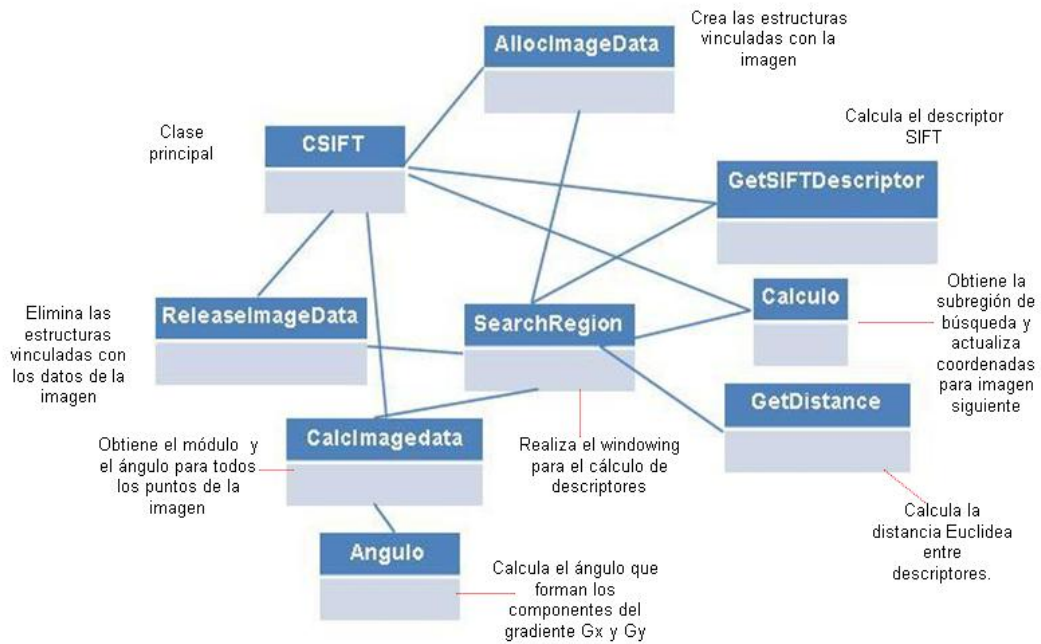 Crea las estructuras
vinculadas con la
imagen
AllocImageData
Clase
principal
CSIFT
Calcula el descriptor
SIFT
GetSIFTDescriptor
Elimina las
estructuras
vinculadas con
los datos de la
imagen
ReleaseImageData
SearchRegion
Calculo
Obtiene la
subregión de
búsqueda y
actualiza
coordenadas
para imagen
siguiente
GetDistance
CalcImagedata
Obtiene el módulo y
el ángulo para todos
los puntos de la
imagen
Realiza el windowing
para el cálculo de
descriptores
Calcula la
distancia Euclidea
entre
descriptores.
Angulo
Calcula el ángulo que
forman los
componentes del
gradiente Gx y Gy